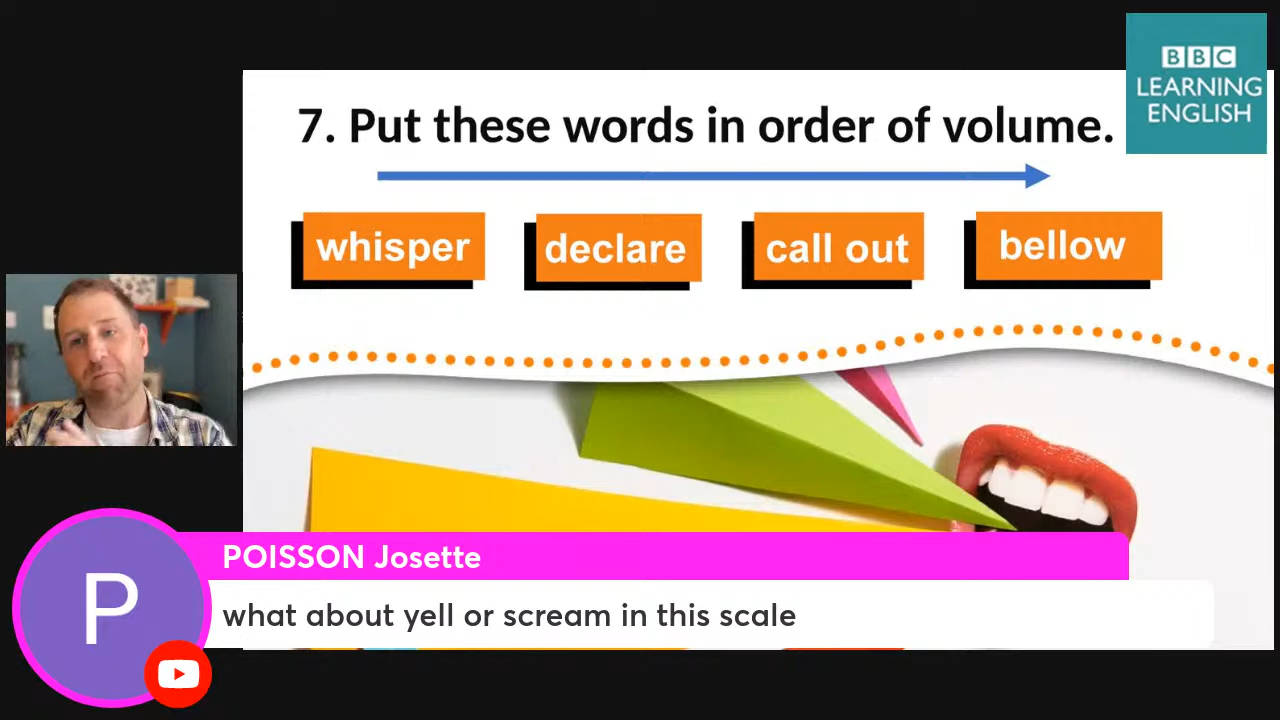 BBC
LEARNING
ENGLISH
7. Put these words in order of volume.
whisper declare call out bellow
P
POISSON Josette
what about yell or scream in this scale